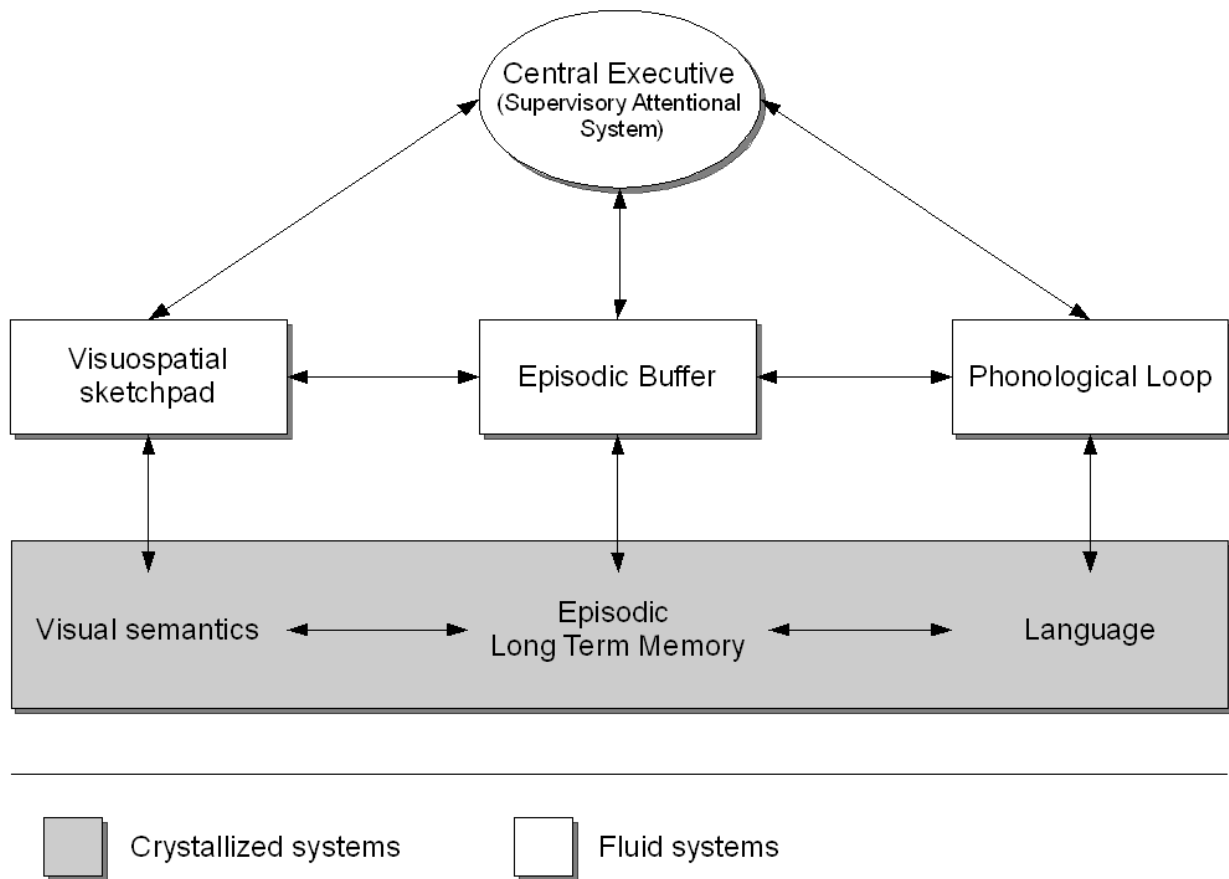 Central Executive
(Supervisory Attentional
System)
Visuospatial
sketchpad
Episodic Buffer
Phonological Loop
Visual semantics
Episodic
Long Term Memory
Language
Crystallized systems
Fluid systems